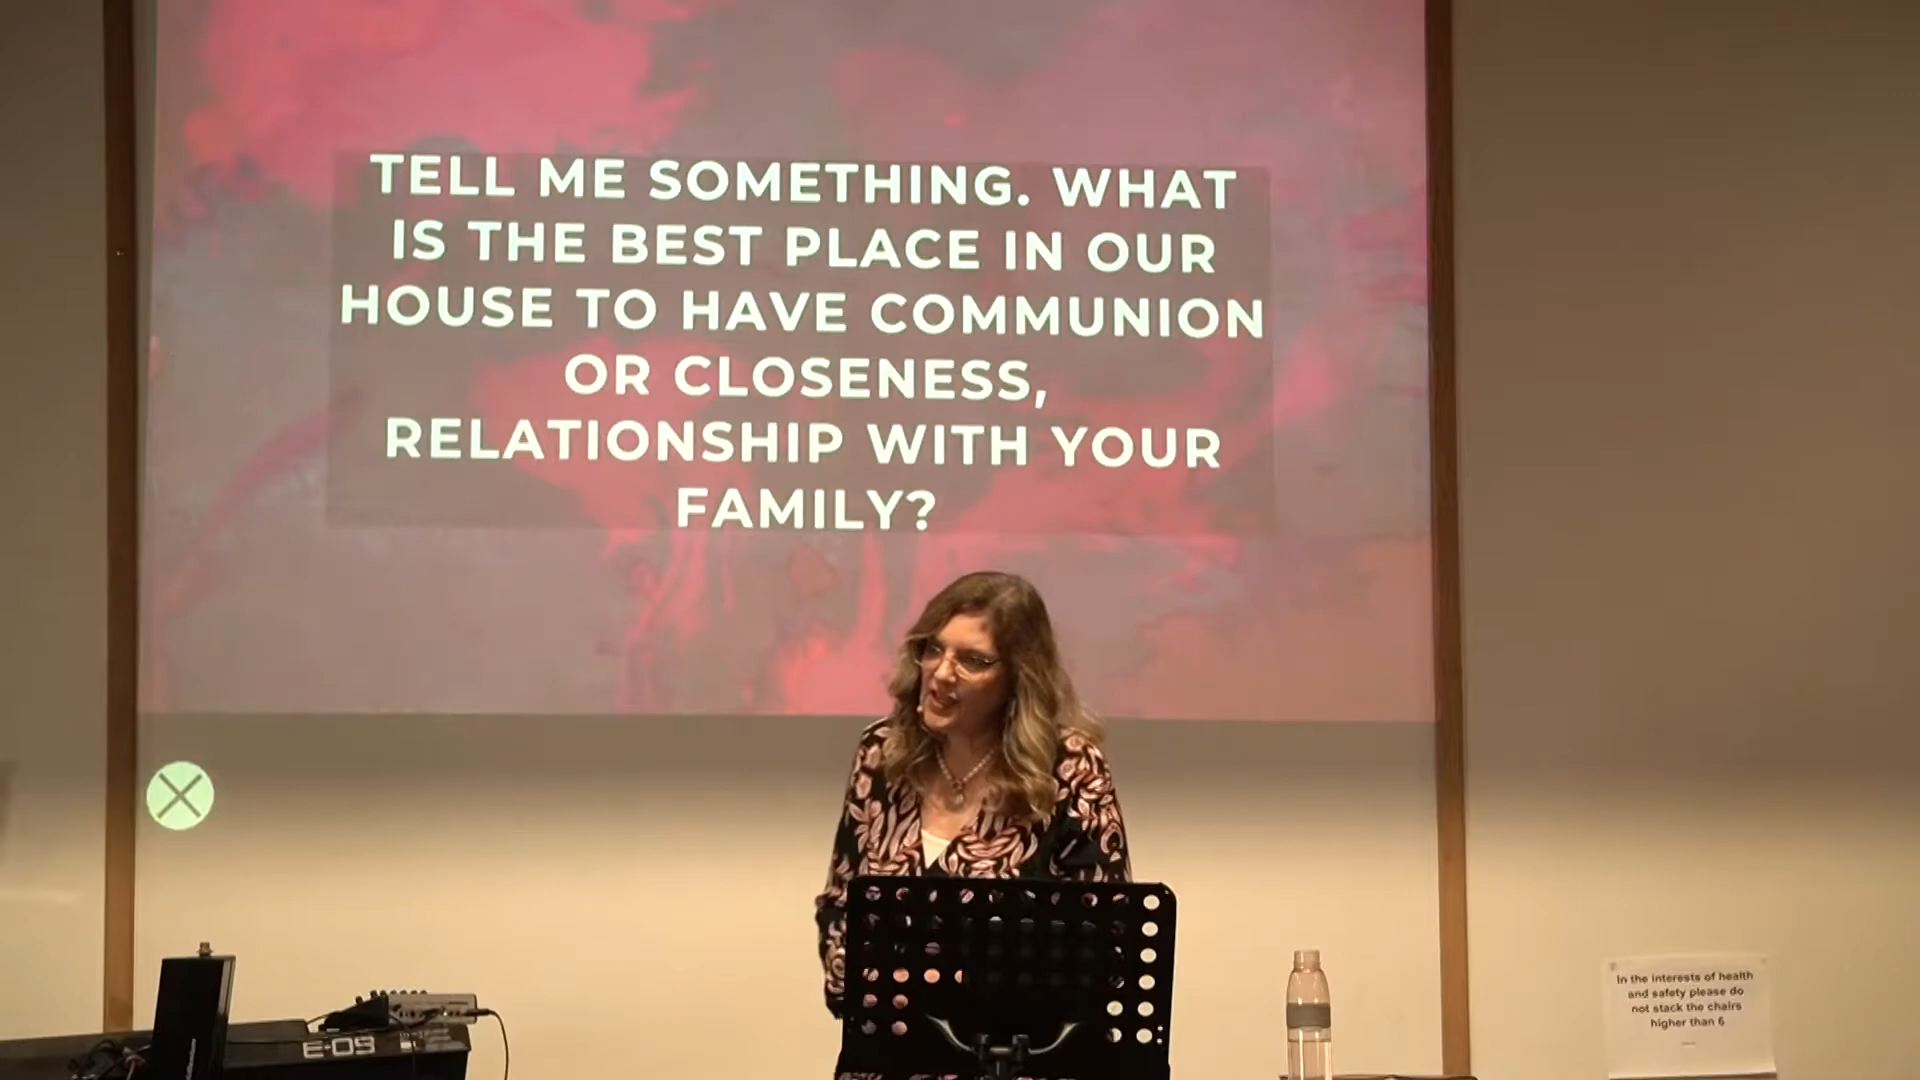 TELL ME SOMETHING. WHAT
IS THE BEST PLACE IN OUR
HOUSE TO HAVE COMMUNION
OR CLOSENESS,
RELATIONSHIP WITH YOUR
FAMILY?
E-09
In the interests of health
and safety please do
not stack the chairs
higher than 6